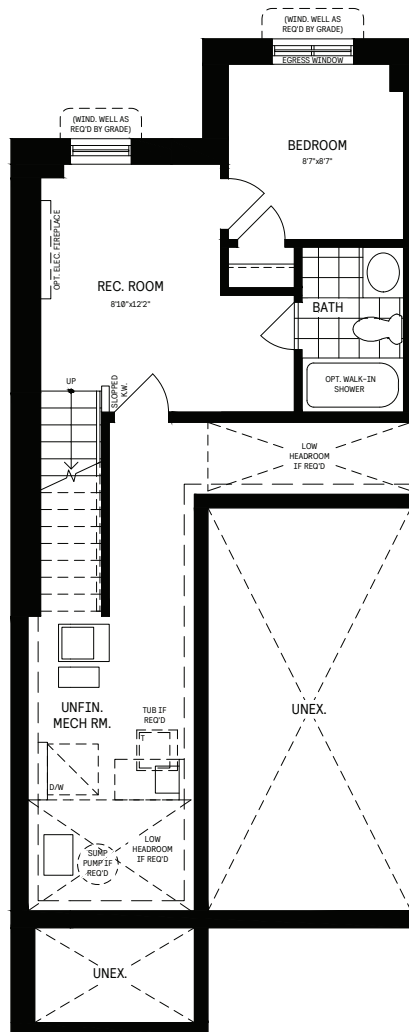 (WIND. WELL AS
REQ'D BY GRADE)
EGRESS WINDOW
(WIND. WELL AS
REQ'D BY GRADE)
BEDROOM
8'7"x8'7"
OPT. ELEC. FIREPLACE
REC. ROOM
8'10"x12'2"
BATH
OPT. WALK-IN
SHOWER
UP
SLOPPED
K.W.
LOW
HEADROOM
IF REQ'D
UNFIN.
MECH RM.
TUB IF
REQ'D
T
UNEX.
D/W
LOW
HEADROOM
IF REQ'D
SUMP
PUMP IF
REQ'D
UNEX.